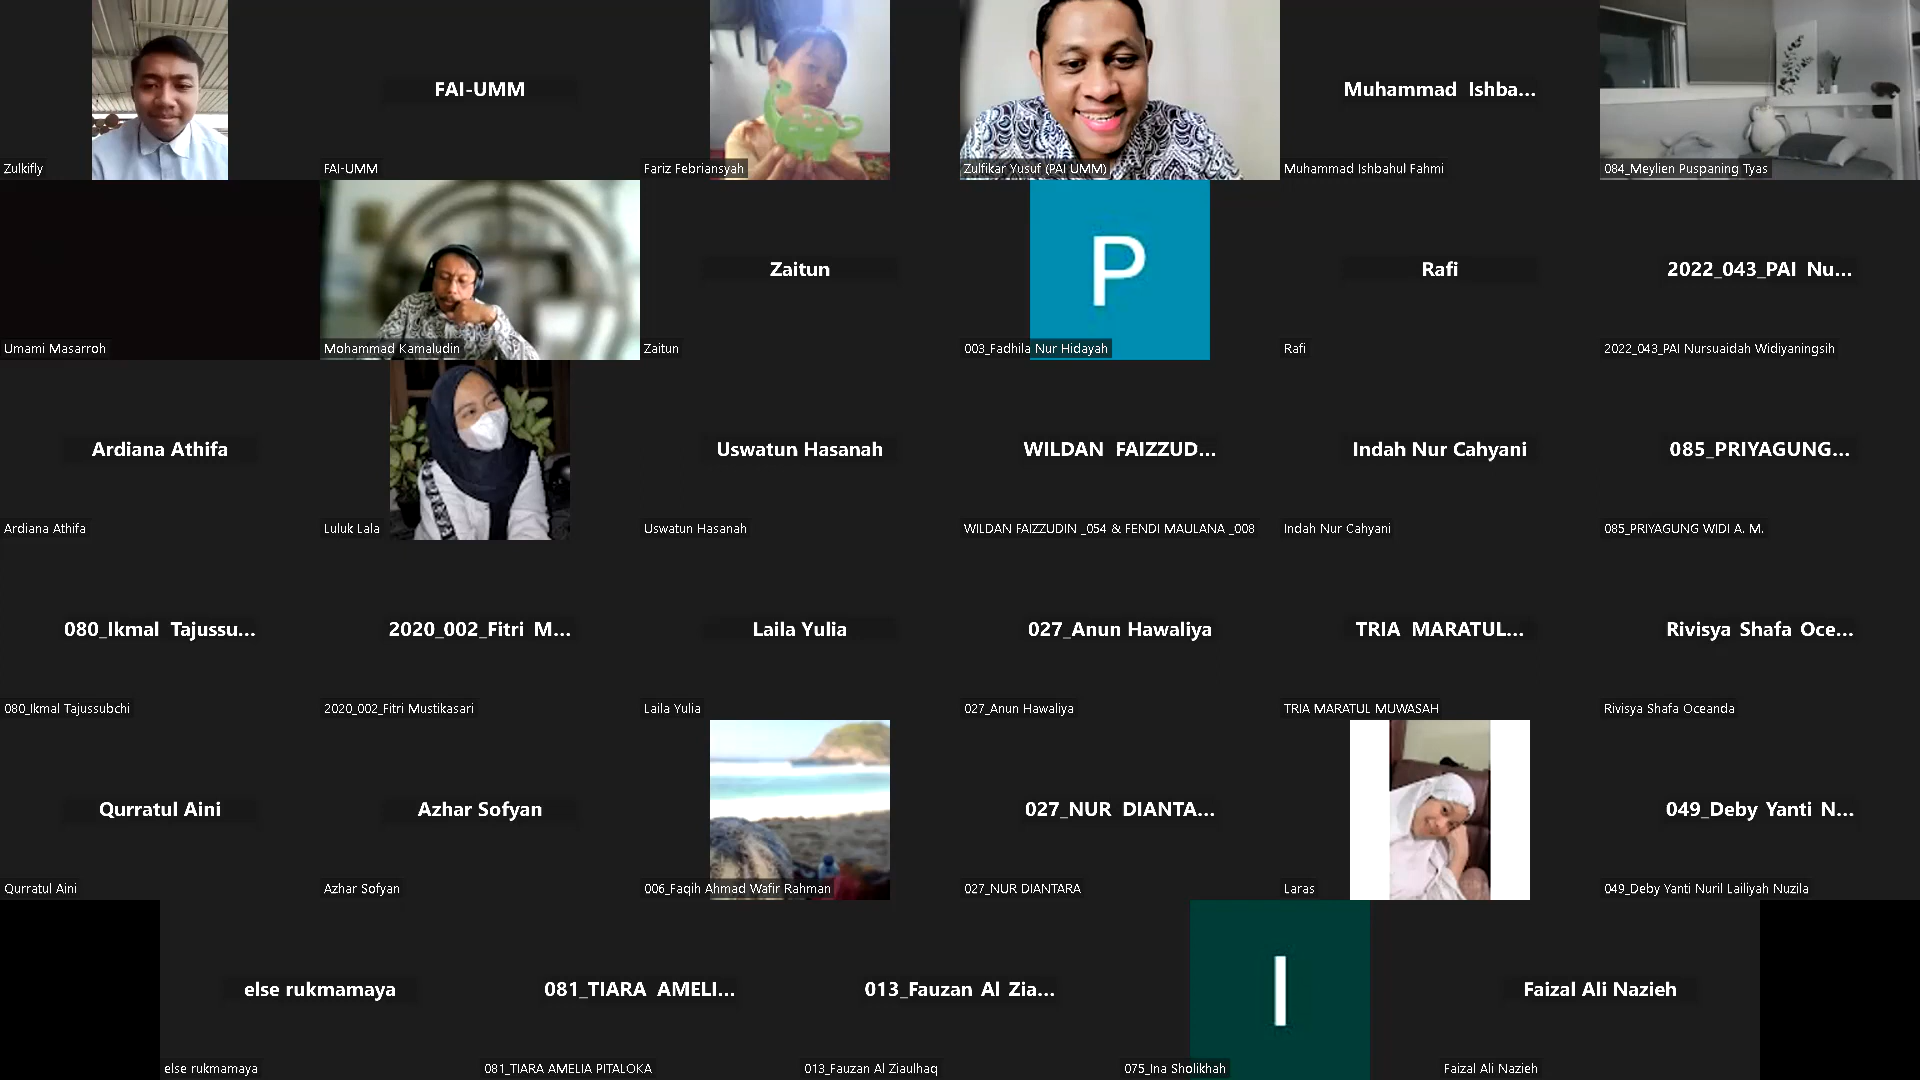 Zulkifly
FAI-UMM
FAI-UMM
Fariz Febriansyah
Zulfikar Yusuf (PAI UMM)
Muhammad Ishba...
Muhammad Ishbahul Fahmi
084_Meylien Puspaning Tyas
Umami Masarroh
Mohammad Kamaludin
Zaitun
Zaitun
P
003_Fadhila Nur Hidayah
Rafi
Rafi
2022_043_PAI Nu...
2022_043_PAI Nursuaidah Widiyaningsih
Ardiana Athifa
Ardiana Athifa
Luluk Lala
Uswatun Hasanah
Uswatun Hasanah
WILDAN FAIZZUD...
WILDAN FAIZZUDIN _054 & FENDI MAULANA _008
Indah Nur Cahyani
Indah Nur Cahyani
085_PRIYAGUNG...
085_PRIYAGUNG WIDI A. M.
080_Ikmal Tajussu...
080_Ikmal Tajussubchi
2020_002_Fitri M...
2020_002_Fitri Mustikasari
Laila Yulia
Laila Yulia
027_Anun Hawaliya
027_Anun Hawaliya
TRIA MARATUL...
TRIA MARATUL MUWASAH
Rivisya Shafa Oce...
Rivisya Shafa Oceanda
Qurratul Aini
Qurratul Aini
Azhar Sofyan
Azhar Sofyan
006_Faqih Ahmad Wafir Rahman
027_NUR DIANTA...
027_NUR DIANTARA
Laras
049_Deby Yanti N...
049_Deby Yanti Nuril Lailiyah Nuzila
else rukmamaya
else rukmamaya
081_TIARA AMELI...
081_TIARA AMELIA PITALOKA
013_Fauzan Al Zia...
013_Fauzan Al Ziaulhaq
I
075_Ina Sholikhah
Faizal Ali Nazieh
Faizal Ali Nazieh